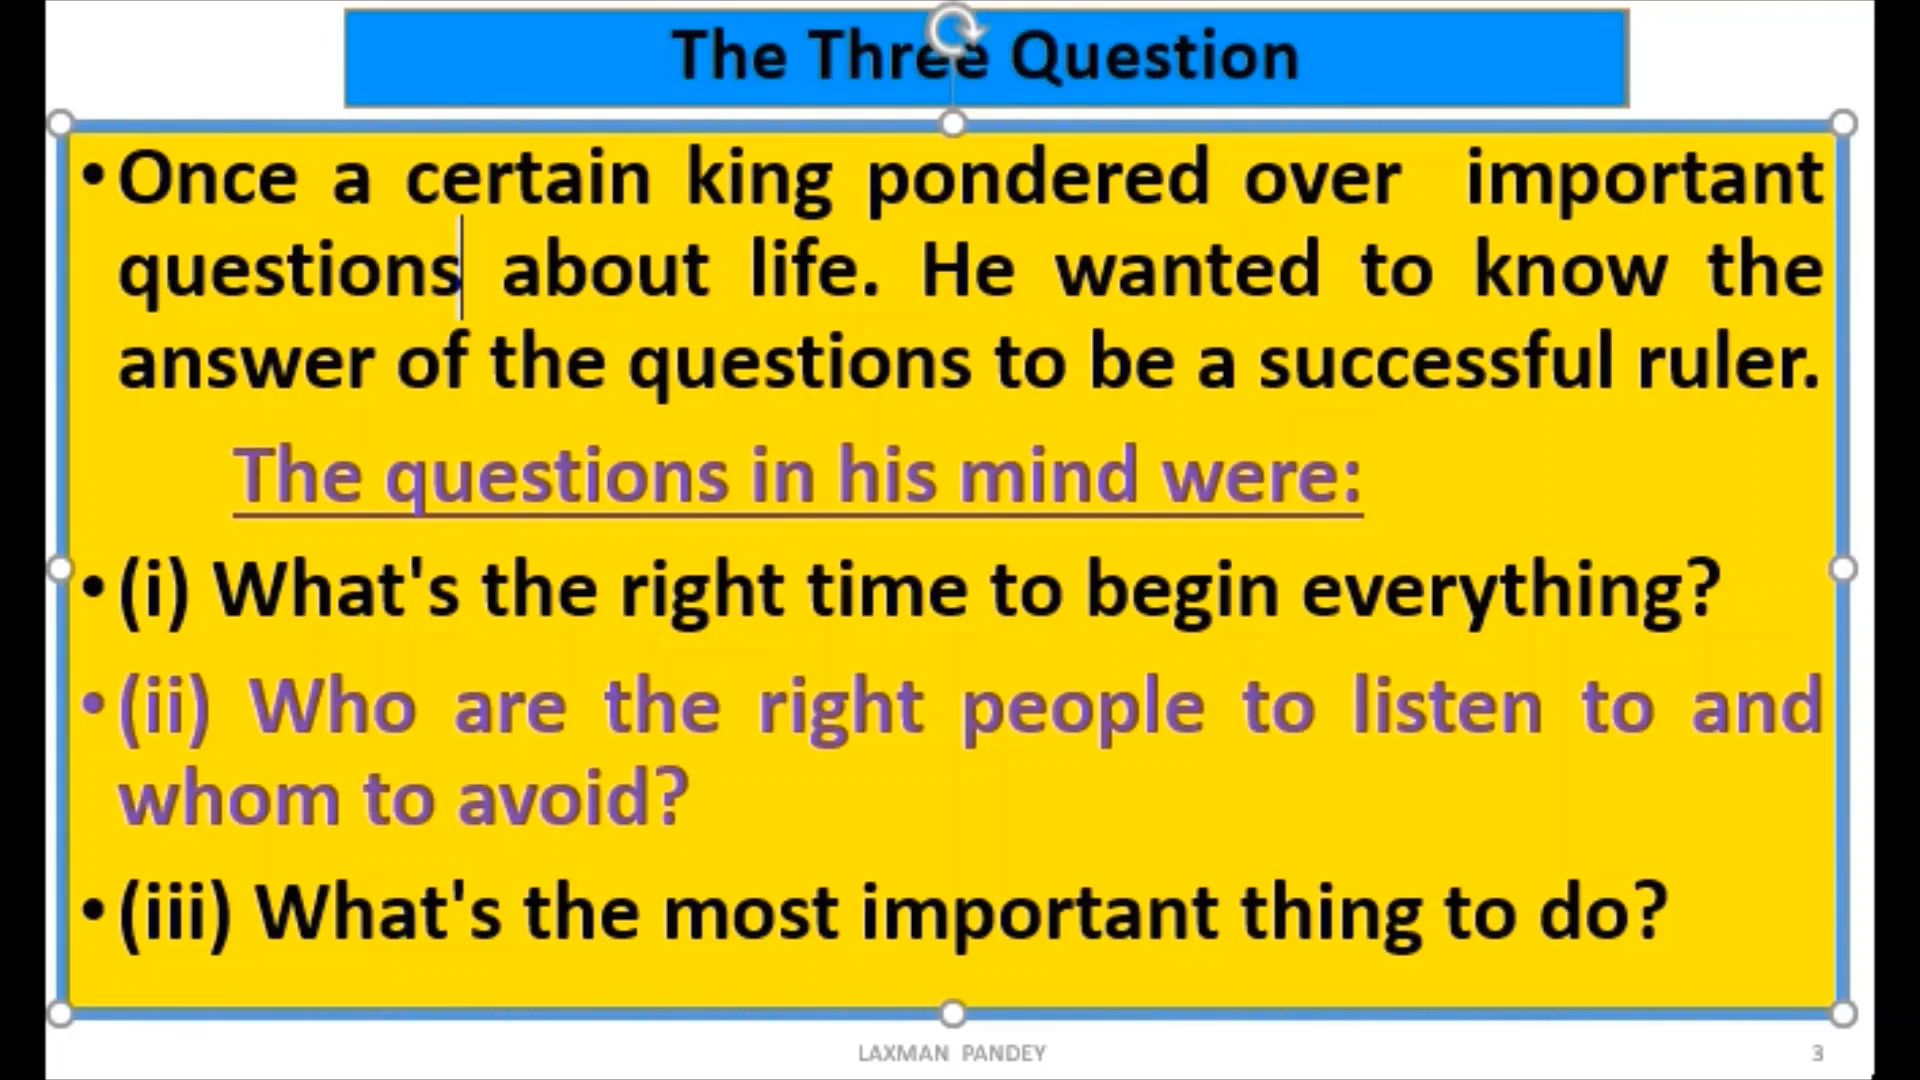 The Three Question
• Once a certain king pondered over important
questions about life. He wanted to know the
answer of the questions to be a successful ruler.
The questions in his mind were:
• (i) What's the right time to begin everything?
• (ii) Who are the right people to listen to and
whom to avoid?
• (iii) What's the most important thing to do?
LAXMAN PANDEY
3